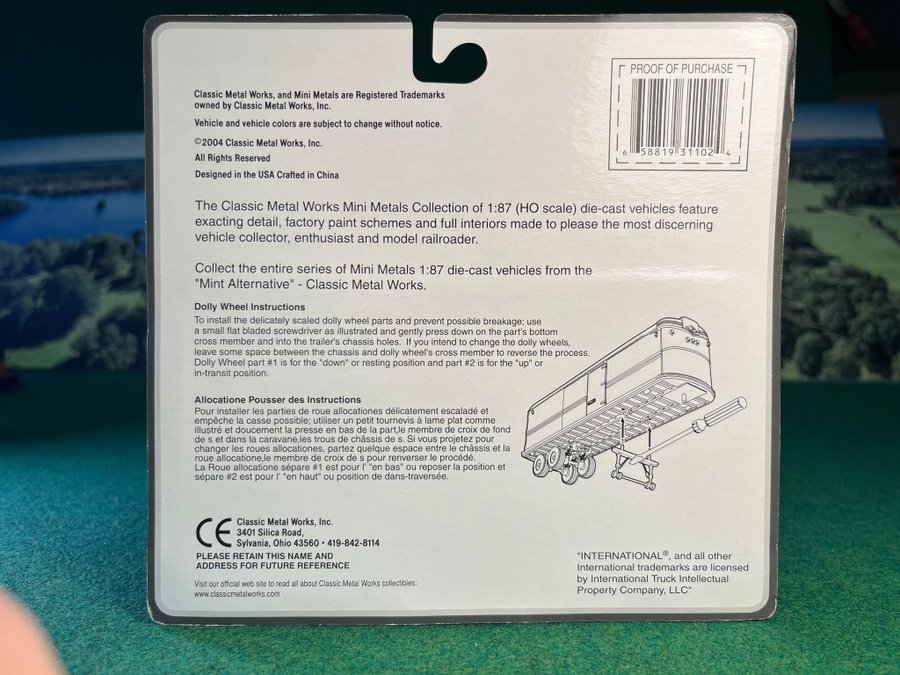 Classic Metal Works, and Mini Metals are Registered Trademarks
owned by Classic Metal Works, Inc.
Vehicle and vehicle colors are subject to change without notice.
©2004 Classic Metal Works, Inc.
All Rights Reserved
Designed in the USA Crafted in China
PROOF OF PURCHASE
6 58819 31102 4
The Classic Metal Works Mini Metals Collection of 1:87 (HO scale) die-cast vehicles feature
exacting detail, factory paint schemes and full interiors made to please the most discerning
vehicle collector, enthusiast and model railroader.
Collect the entire series of Mini Metals 1:87 die-cast vehicles from the
"Mint Alternative" - Classic Metal Works.
Dolly Wheel Instructions
To install the delicately scaled dolly wheel parts and prevent possible breakage; use
a small flat bladed screwdriver as illustrated and gently press down on the part's bottom
cross member and into the trailer's chassis holes. If you intend to change the dolly wheels,
leave some space between the chassis and dolly wheel's cross member to reverse the process.
Dolly Wheel part #1 is for the "down" or resting position and part #2 is for the "up" or
in-transit position.
Allocatione Pousser des Instructions
Pour installer les parties de roue allocationes délicatement escaladé et
empêche la casse possible; utiliser un petit tournevis à lame plat comme
illustré et doucement la presse en bas de la part,le membre de croix de fond
de s et dans la caravane,les trous de châssis de s. Si vous projetez pour
changer les roues allocationes, partez quelque espace entre le châssis et la
roue allocatione,le membre de croix de s pour renverser le procédé.
La Roue allocatione sépare #1 est pour l' "en bas" ou reposer la position et
sépare #2 est pour l' "en haut" ou position de dans-traversée.
CE
Classic Metal Works, Inc.
3401 Silica Road,
Sylvania, Ohio 43560 • 419-842-8114
PLEASE RETAIN THIS NAME AND
ADDRESS FOR FUTURE REFERENCE
Visit our official web site to read all about Classic Metal Works collectibles:
www.classicmetalworks.com
"INTERNATIONAL®, and all other
International trademarks are licensed
by International Truck Intellectual
Property Company, LLC"